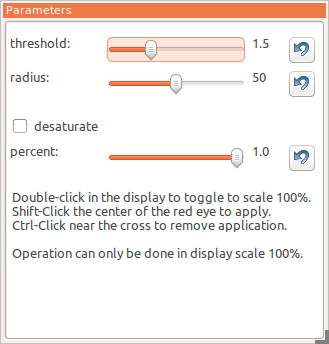 Parameters
threshold: 1.5
radius: 50
desaturate
percent: 1.0
Double-click in the display to toggle to scale 100%.
Shift-Click the center of the red eye to apply.
Ctrl-Click near the cross to remove application.
Operation can only be done in display scale 100%.